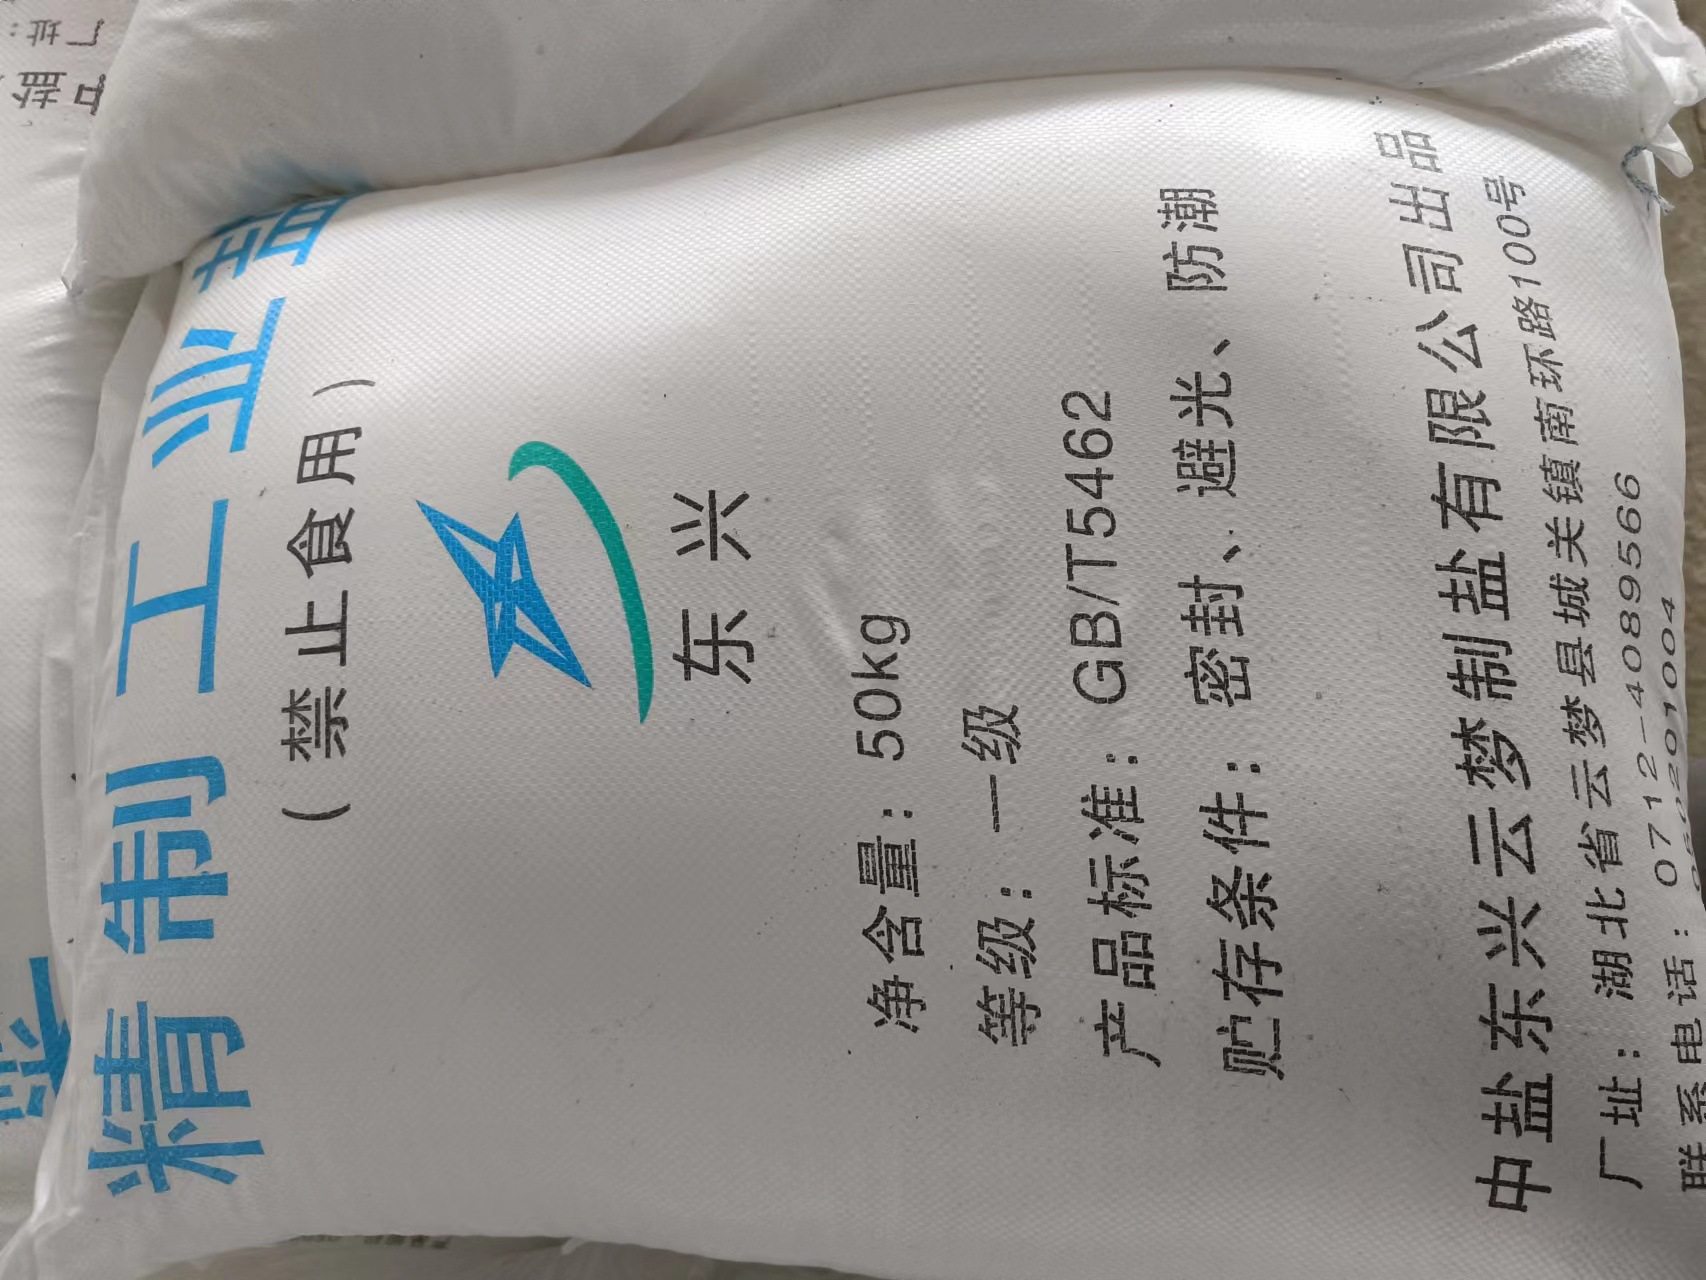 精制工业盐
（禁止食用）
东兴
净含量：50kg
等级：一级
产品标准：GB/T5462
贮存条件：密封、避光、防潮
中盐东兴云梦制盐有限公司出品
厂址：湖北省云梦县城关镇南环路100号
联系电话：0712-4089566
厂址：